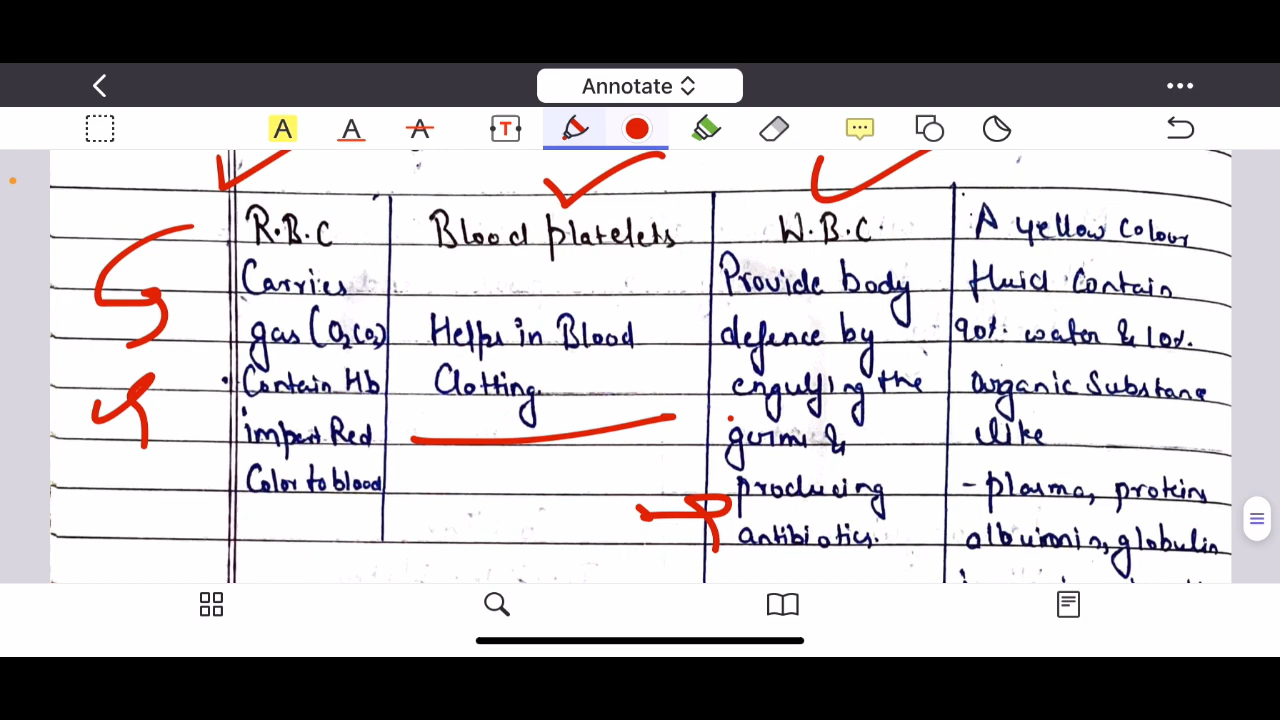 Annotate
A A A T
R.B.C
Carries
gas (O2CO2)
Contain Hb
impart Red
Color to blood
Blood platelets
Helps in Blood
Clotting.
W.B.C.
Provide body
defence by
engulfing the
germs &
producing
antibiotics.
A yellow colour
fluid contain
90%. water & 10%.
organic Substane
like
- plasma, proteins
albumin, globulin